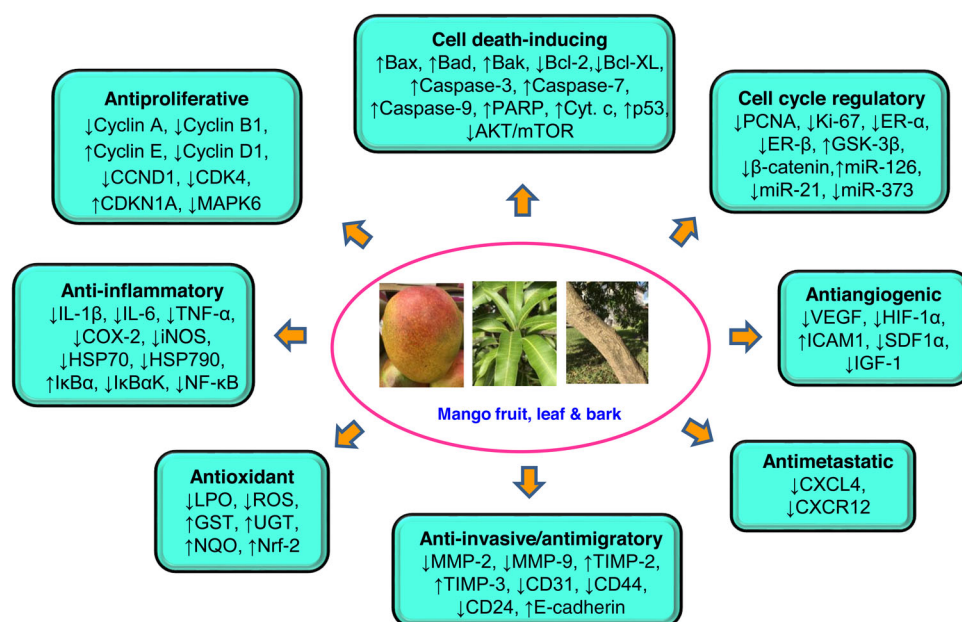 Cell death-inducing
↑Bax, ↑Bad, ↑Bak, ↓Bcl-2,↓Bcl-XL,
↑Caspase-3, ↑Caspase-7,
↑Caspase-9, ↑PARP, ↑Cyt. c, ↑p53,
↓AKT/mTOR
Antiproliferative
↓Cyclin A, ↓Cyclin B1,
↑Cyclin E, ↓Cyclin D1,
↓CCND1, ↓CDK4,
↑CDKN1A, ↓MAPK6
Cell cycle regulatory
↓PCNA, ↓Ki-67, ↓ER-α,
↓ER-β, ↑GSK-3β,
↓β-catenin,↑miR-126,
↓miR-21, ↓miR-373
Anti-inflammatory
↓IL-1β, ↓IL-6, ↓TNF-α,
↓COX-2, ↓iNOS,
↓HSP70, ↓HSP790,
↑IκBα, ↓IκBαK, ↓NF-κB
Mango fruit, leaf & bark
Antiangiogenic
↓VEGF, ↓HIF-1α,
↑ICAM1, ↓SDF1α,
↓IGF-1
Antioxidant
↓LPO, ↓ROS,
↑GST, ↑UGT,
↑NQO, ↑Nrf-2
Anti-invasive/antimigratory
↓MMP-2, ↓MMP-9, ↑TIMP-2,
↑TIMP-3, ↓CD31, ↓CD44,
↓CD24, ↑E-cadherin
Antimetastatic
↓CXCL4,
↓CXCR12